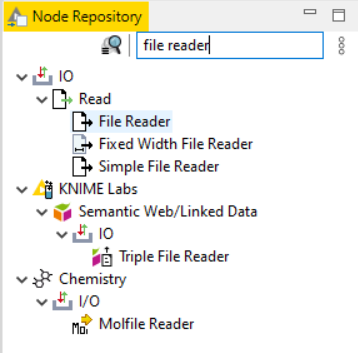 Node Repository
file reader
IO
Read
File Reader
Fixed Width File Reader
Simple File Reader
KNIME Labs
Semantic Web/Linked Data
IO
Triple File Reader
Chemistry
I/O
Molfile Reader